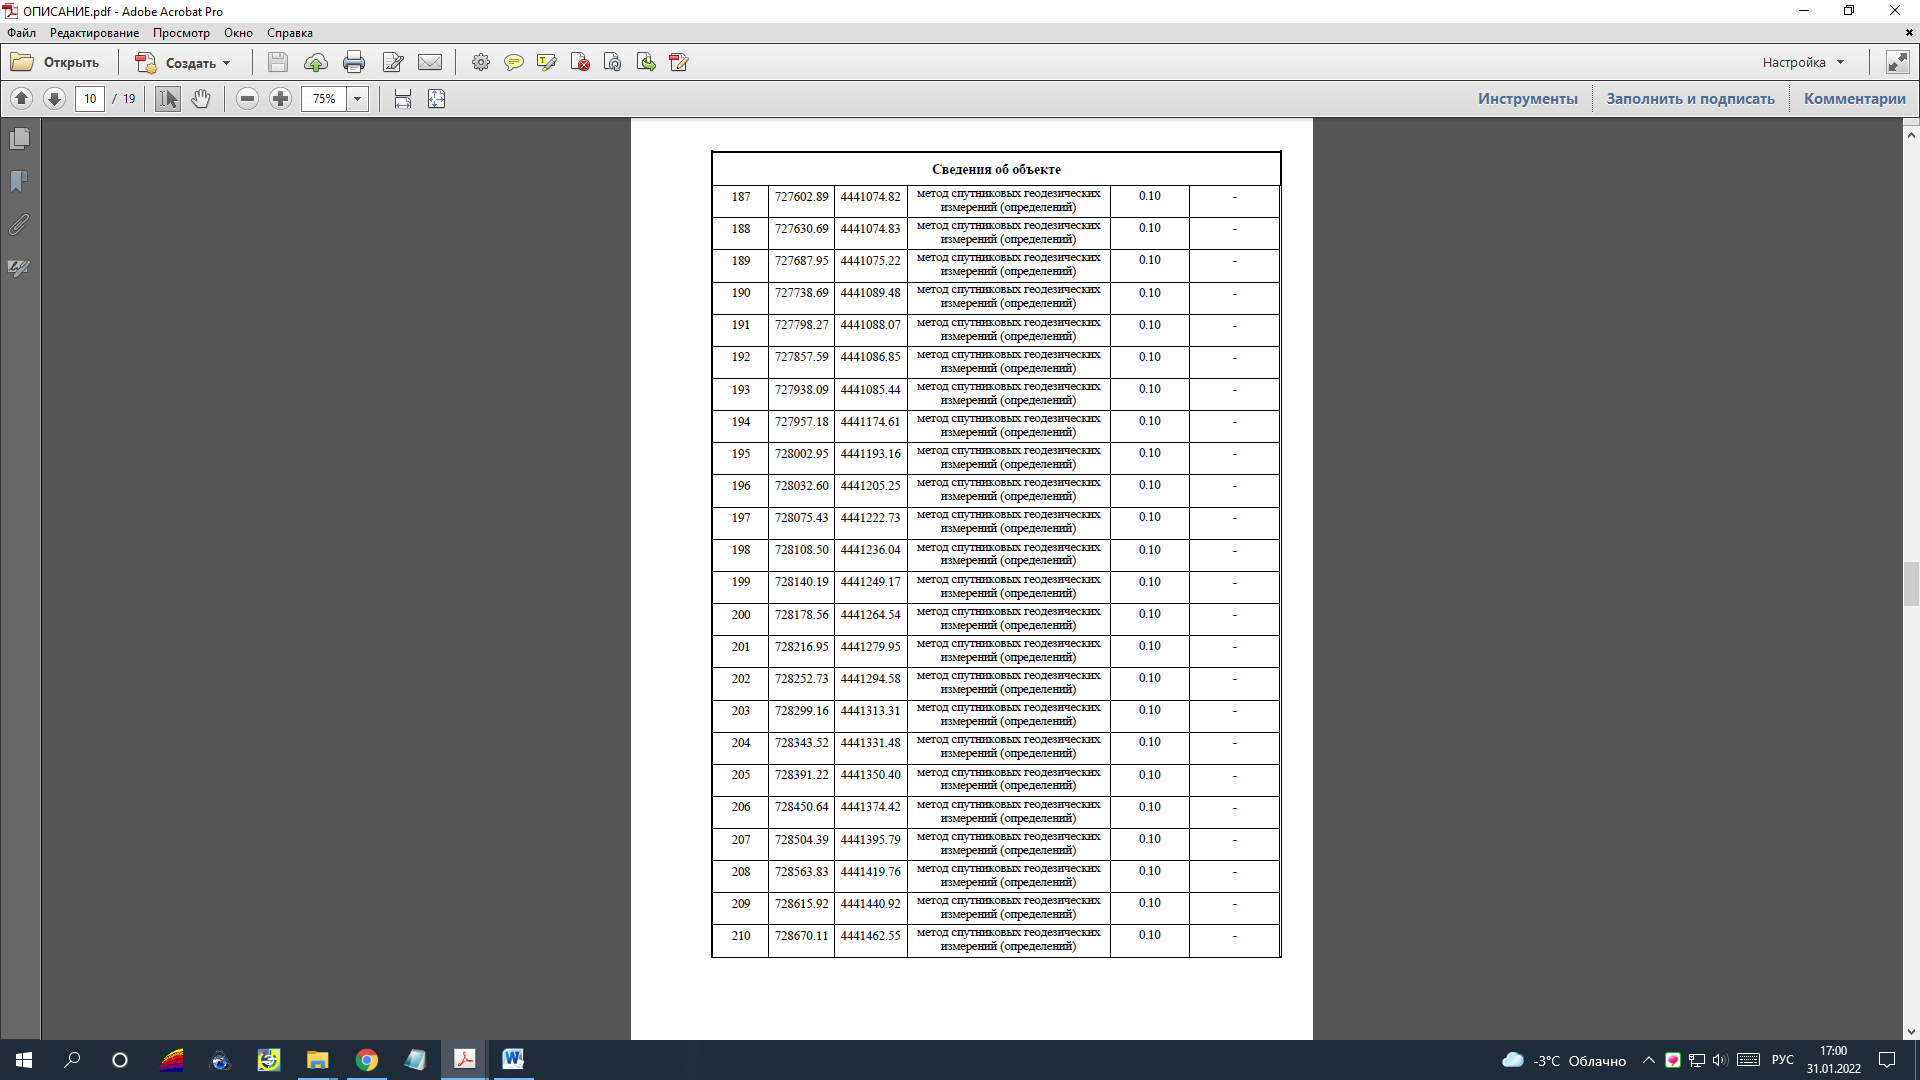 ОПИСАНИЕ.pdf - Adobe Acrobat Pro
Файл Редактирование Просмотр Окно Справка
Открыть Создать Настройка
10 / 19 75% Инструменты Заполнить и подписать Комментарии
Сведения об объекте
187 727602.89 4441074.82 метод спутниковых геодезических 0.10 -
измерений (определений)
188 727630.69 4441074.83 метод спутниковых геодезических 0.10 -
измерений (определений)
189 727687.95 4441075.22 метод спутниковых геодезических 0.10 -
измерений (определений)
190 727738.69 4441089.48 метод спутниковых геодезических 0.10 -
измерений (определений)
191 727798.27 4441088.07 метод спутниковых геодезических 0.10 -
измерений (определений)
192 727857.59 4441086.85 метод спутниковых геодезических 0.10 -
измерений (определений)
193 727938.09 4441085.44 метод спутниковых геодезических 0.10 -
измерений (определений)
194 727957.18 4441174.61 метод спутниковых геодезических 0.10 -
измерений (определений)
195 728002.95 4441193.16 метод спутниковых геодезических 0.10 -
измерений (определений)
196 728032.60 4441205.25 метод спутниковых геодезических 0.10 -
измерений (определений)
197 728075.43 4441222.73 метод спутниковых геодезических 0.10 -
измерений (определений)
198 728108.50 4441236.04 метод спутниковых геодезических 0.10 -
измерений (определений)
199 728140.19 4441249.17 метод спутниковых геодезических 0.10 -
измерений (определений)
200 728178.56 4441264.54 метод спутниковых геодезических 0.10 -
измерений (определений)
201 728216.95 4441279.95 метод спутниковых геодезических 0.10 -
измерений (определений)
202 728252.73 4441294.58 метод спутниковых геодезических 0.10 -
измерений (определений)
203 728299.16 4441313.31 метод спутниковых геодезических 0.10 -
измерений (определений)
204 728343.52 4441331.48 метод спутниковых геодезических 0.10 -
измерений (определений)
205 728391.22 4441350.40 метод спутниковых геодезических 0.10 -
измерений (определений)
206 728450.64 4441374.42 метод спутниковых геодезических 0.10 -
измерений (определений)
207 728504.39 4441395.79 метод спутниковых геодезических 0.10 -
измерений (определений)
208 728563.83 4441419.76 метод спутниковых геодезических 0.10 -
измерений (определений)
209 728615.92 4441440.92 метод спутниковых геодезических 0.10 -
измерений (определений)
210 728670.11 4441462.55 метод спутниковых геодезических 0.10 -
измерений (определений)
-3°C Облачно РУС 17:00
31.01.2022